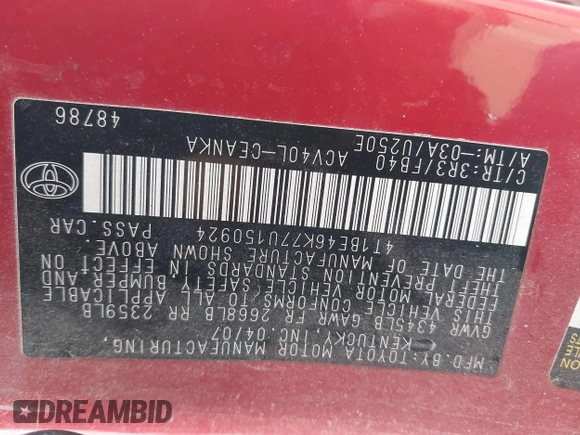 MFD. BY: TOYOTA MOTOR MANUFACTURING,
KENTUCKY, INC. 04/07
GVWR 4345LB GAWR FR 2668LB RR 2359LB
THIS VEHICLE CONFORMS TO ALL APPLICABLE
FEDERAL MOTOR VEHICLE SAFETY, BUMPER, AND
THEFT PREVENTION STANDARDS IN EFFECT ON
THE DATE OF MANUFACTURE SHOWN ABOVE.
4T1BE46K77U150924 PASS.CAR
ACV40L-CEANKA
C/TR:3R3/FB40
A/TM:-03A/U250E 48786
DREAMBID